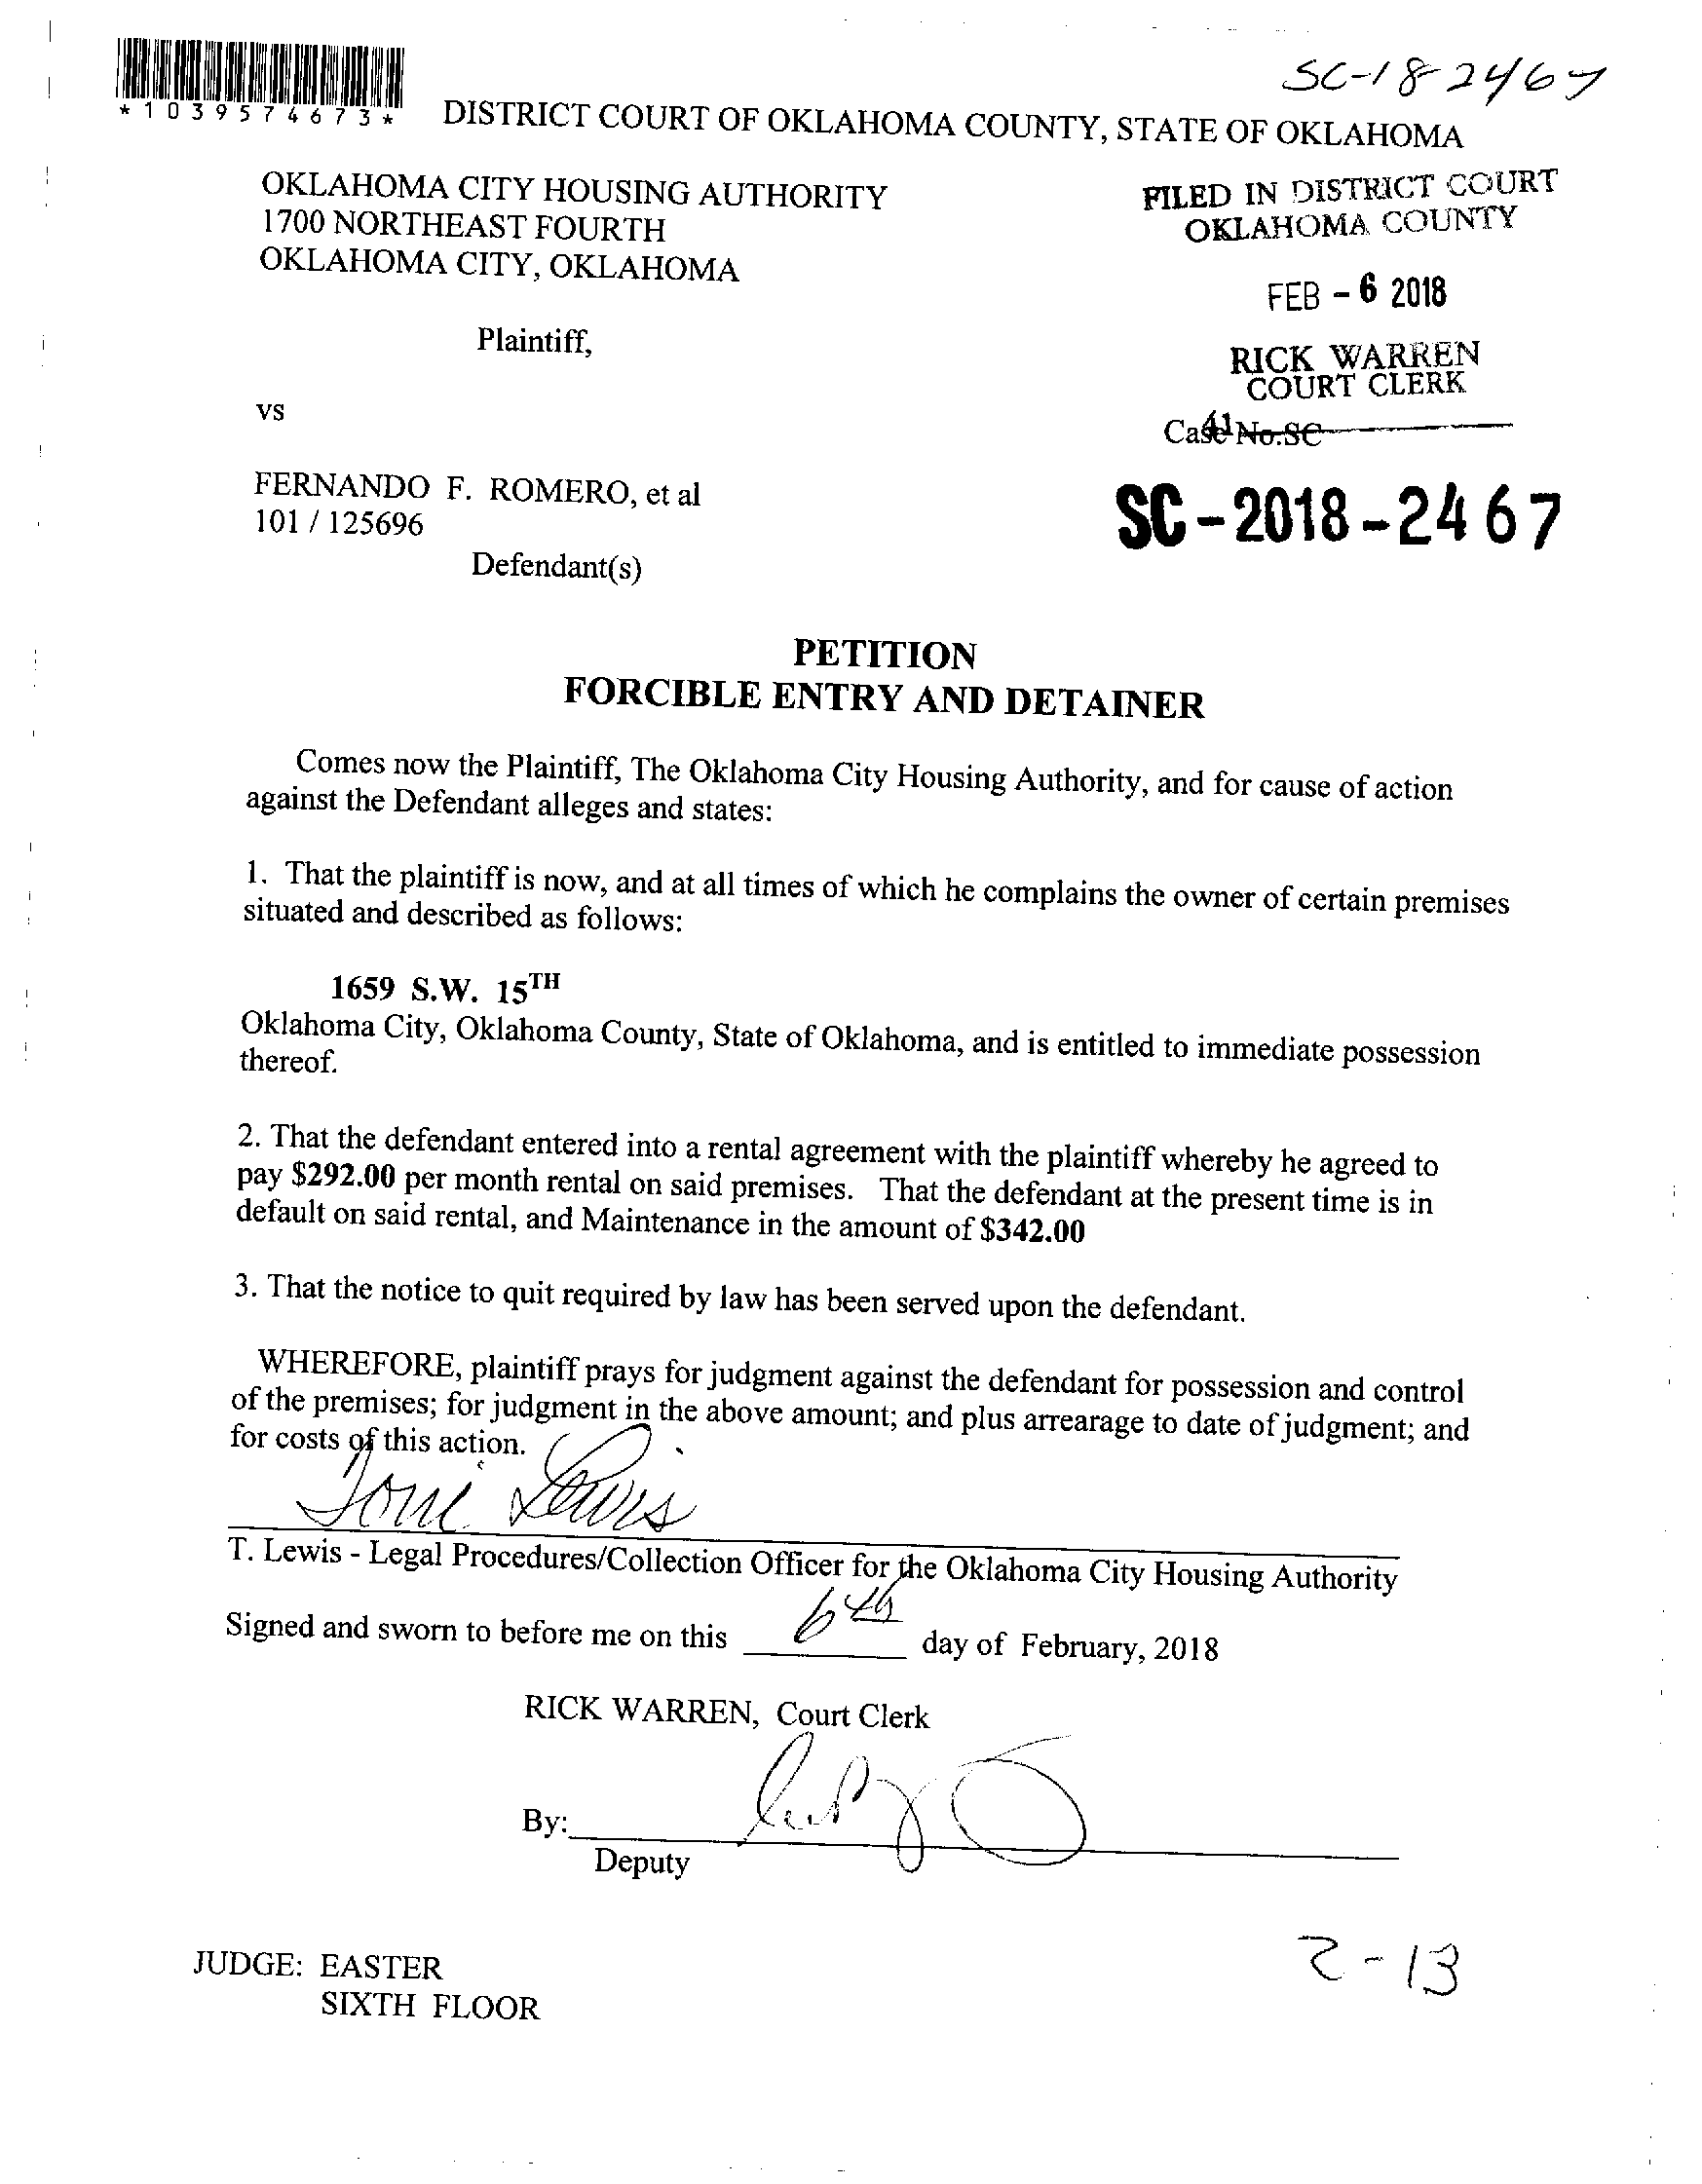 SC-18-2467
*1039574673*
DISTRICT COURT OF OKLAHOMA COUNTY, STATE OF OKLAHOMA
OKLAHOMA CITY HOUSING AUTHORITY
1700 NORTHEAST FOURTH
OKLAHOMA CITY, OKLAHOMA
FILED IN DISTRICT COURT
OKLAHOMA COUNTY
FEB - 6 2018
Plaintiff,
RICK WARREN
COURT CLERK
vs
41
Case No.SC
FERNANDO F. ROMERO, et al
101 / 125696
SC-2018-2467
Defendant(s)
PETITION
FORCIBLE ENTRY AND DETAINER
Comes now the Plaintiff, The Oklahoma City Housing Authority, and for cause of action
against the Defendant alleges and states:
1. That the plaintiff is now, and at all times of which he complains the owner of certain premises
situated and described as follows:
1659 S.W. 15TH
Oklahoma City, Oklahoma County, State of Oklahoma, and is entitled to immediate possession
thereof.
2. That the defendant entered into a rental agreement with the plaintiff whereby he agreed to
pay $292.00 per month rental on said premises. That the defendant at the present time is in
default on said rental, and Maintenance in the amount of $342.00
3. That the notice to quit required by law has been served upon the defendant.
WHEREFORE, plaintiff prays for judgment against the defendant for possession and control
of the premises; for judgment in the above amount; and plus arrearage to date of judgment; and
for costs of this action.
Toni Lewis
T. Lewis - Legal Procedures/Collection Officer for the Oklahoma City Housing Authority
Signed and sworn to before me on this 6th day of February, 2018
RICK WARREN, Court Clerk
By:
Deputy
JUDGE: EASTER
SIXTH FLOOR
2-13